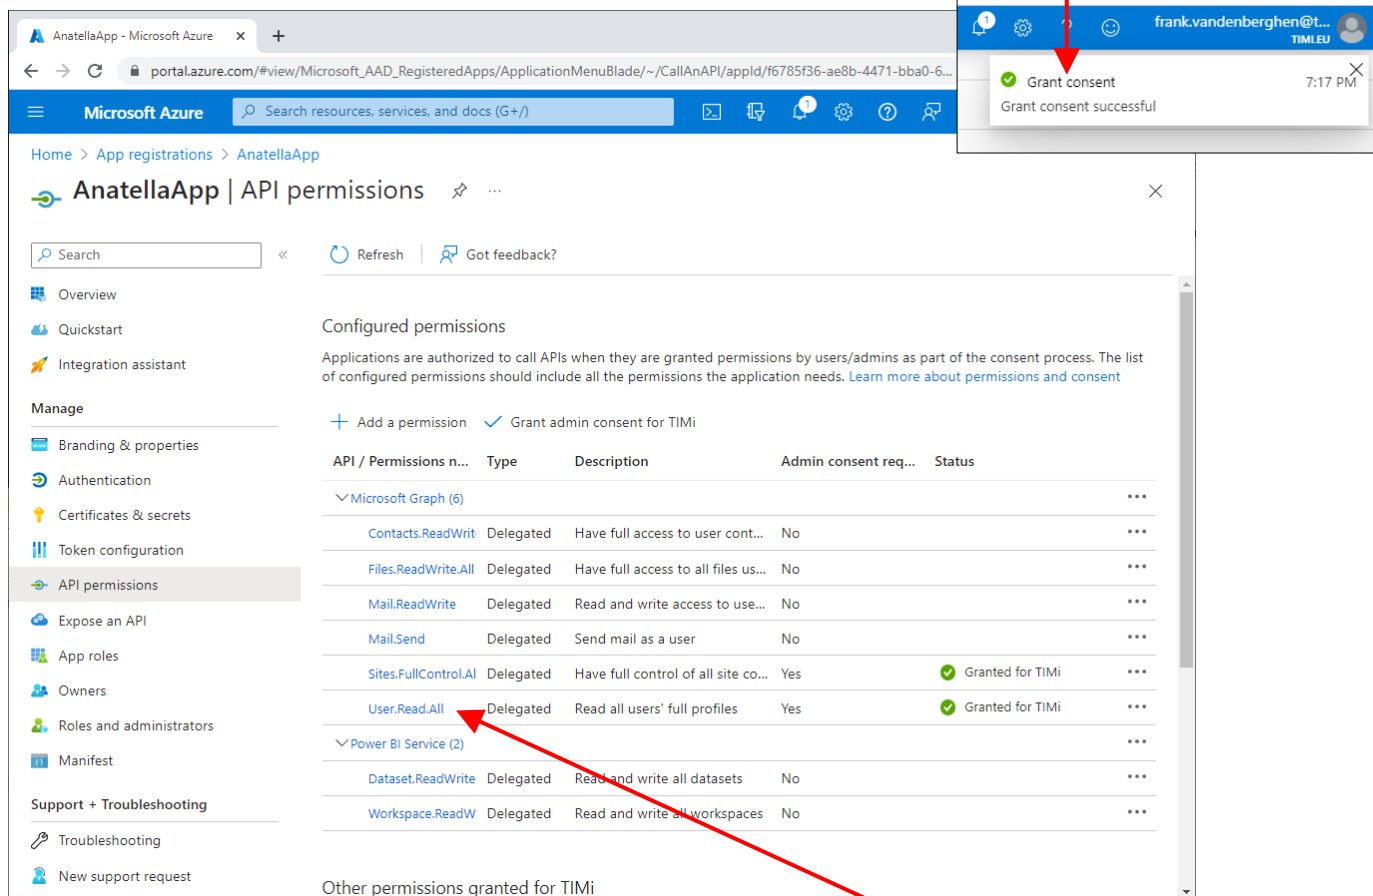 AnatellaApp - Microsoft Azure
portal.azure.com/#view/Microsoft_AAD_RegisteredApps/ApplicationMenuBlade/~/CallAnAPI/appId/f6785f36-ae8b-4471-bba0-6...
1
frank.vandenberghen@t...
TIMI.EU
Grant consent
7:17 PM
Grant consent successful
Microsoft Azure
Search resources, services, and docs (G+/)
1
Home > App registrations > AnatellaApp
AnatellaApp | API permissions
Search
Refresh
Got feedback?
Overview
Quickstart
Integration assistant
Manage
Branding & properties
Authentication
Certificates & secrets
Token configuration
API permissions
Expose an API
App roles
Owners
Roles and administrators
Manifest
Support + Troubleshooting
Troubleshooting
New support request
Configured permissions
Applications are authorized to call APIs when they are granted permissions by users/admins as part of the consent process. The list
of configured permissions should include all the permissions the application needs. Learn more about permissions and consent
Add a permission
Grant admin consent for TIMi
API / Permissions n... Type Description Admin consent req... Status
Microsoft Graph (6)
Contacts.ReadWrit Delegated Have full access to user cont... No
Files.ReadWrite.All Delegated Have full access to all files us... No
Mail.ReadWrite Delegated Read and write access to use... No
Mail.Send Delegated Send mail as a user No
Sites.FullControl.Al Delegated Have full control of all site co... Yes Granted for TIMi
User.Read.All Delegated Read all users' full profiles Yes Granted for TIMi
Power BI Service (2)
Dataset.ReadWrite Delegated Read and write all datasets No
Workspace.ReadW Delegated Read and write all workspaces No
Other permissions granted for TIMi